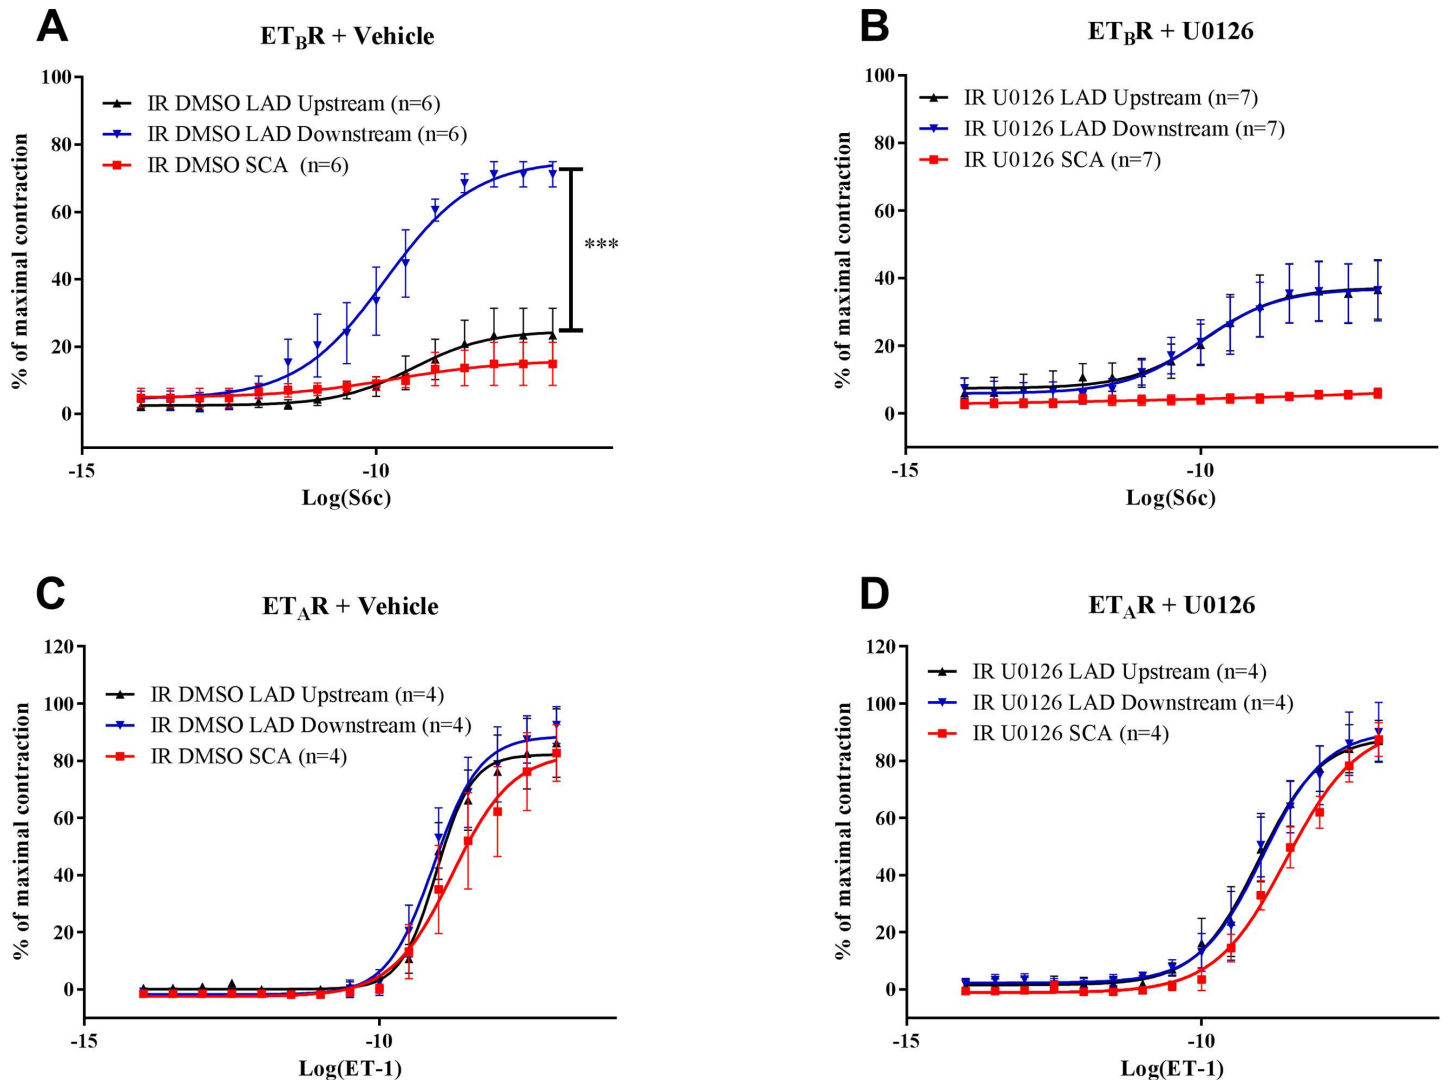 A
ETBR + Vehicle
% of maximal contraction
100
80
60
40
20
0
IR DMSO LAD Upstream (n=6)
IR DMSO LAD Downstream (n=6)
IR DMSO SCA (n=6)
***
-15
-10
Log(S6c)
B
ETBR + U0126
% of maximal contraction
100
80
60
40
20
0
IR U0126 LAD Upstream (n=7)
IR U0126 LAD Downstream (n=7)
IR U0126 SCA (n=7)
-15
-10
Log(S6c)
C
ETAR + Vehicle
% of maximal contraction
120
100
80
60
40
20
0
IR DMSO LAD Upstream (n=4)
IR DMSO LAD Downstream (n=4)
IR DMSO SCA (n=4)
-15
-10
Log(ET-1)
D
ETAR + U0126
% of maximal contraction
120
100
80
60
40
20
0
IR U0126 LAD Upstream (n=4)
IR U0126 LAD Downstream (n=4)
IR U0126 SCA (n=4)
-15
-10
Log(ET-1)